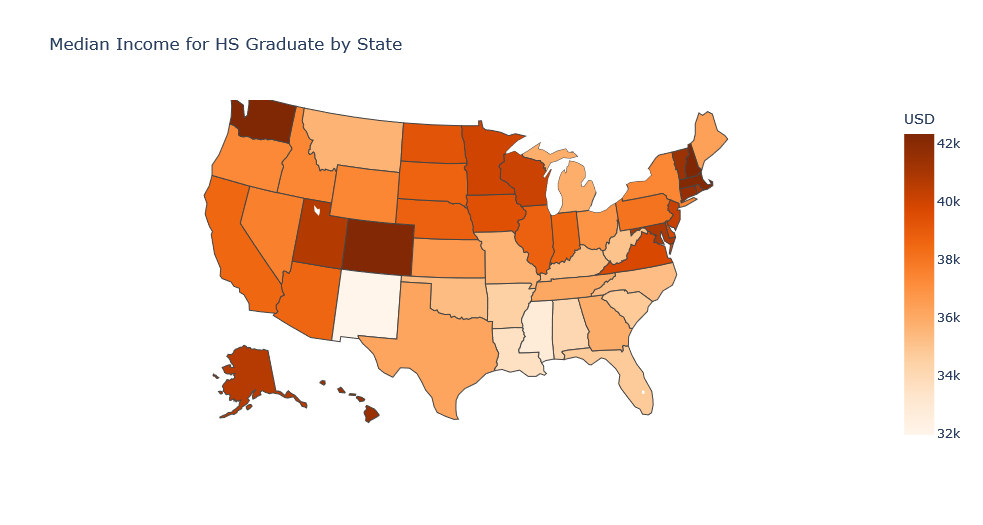 Median Income for HS Graduate by State
USD
42k
40k
38k
36k
34k
32k